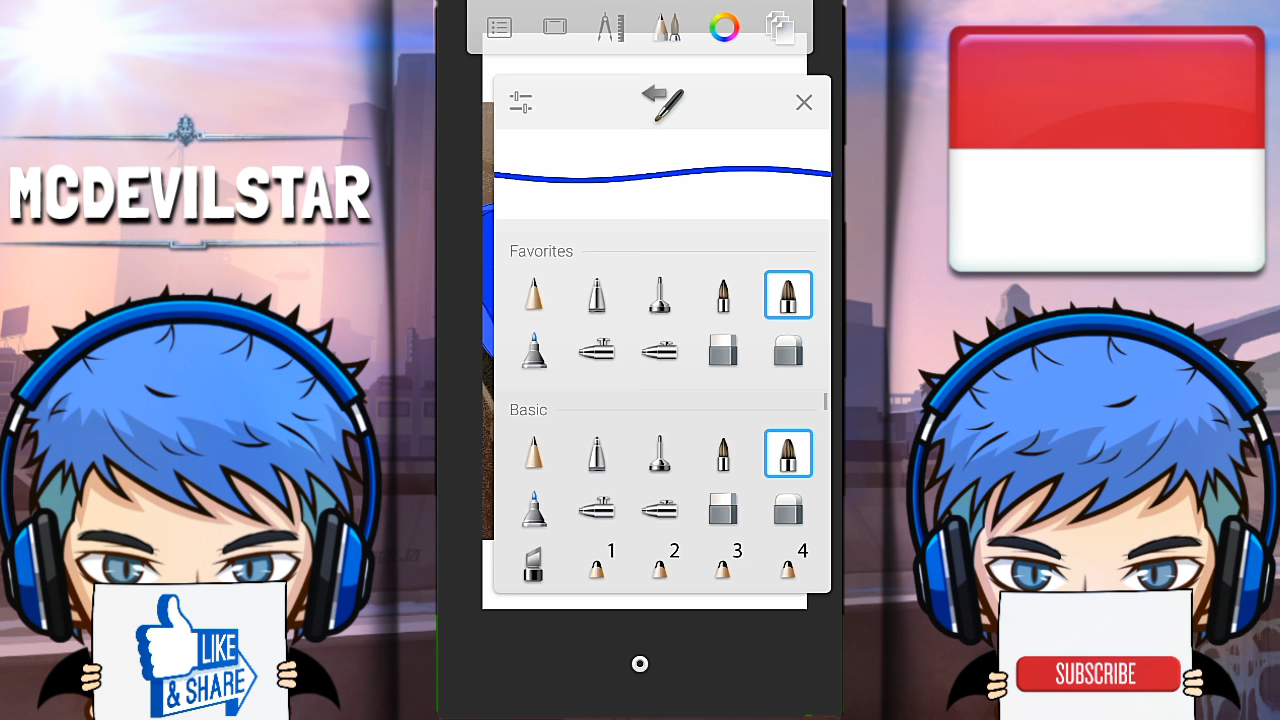 MCDEVILSTAR
Favorites
Basic
1
2
3
4
LIKE
& SHARE
SUBSCRIBE